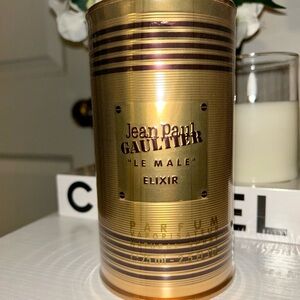 Jean Paul
GAULTIER
"LE MALE"
ELIXIR
C
EL
PARFUM